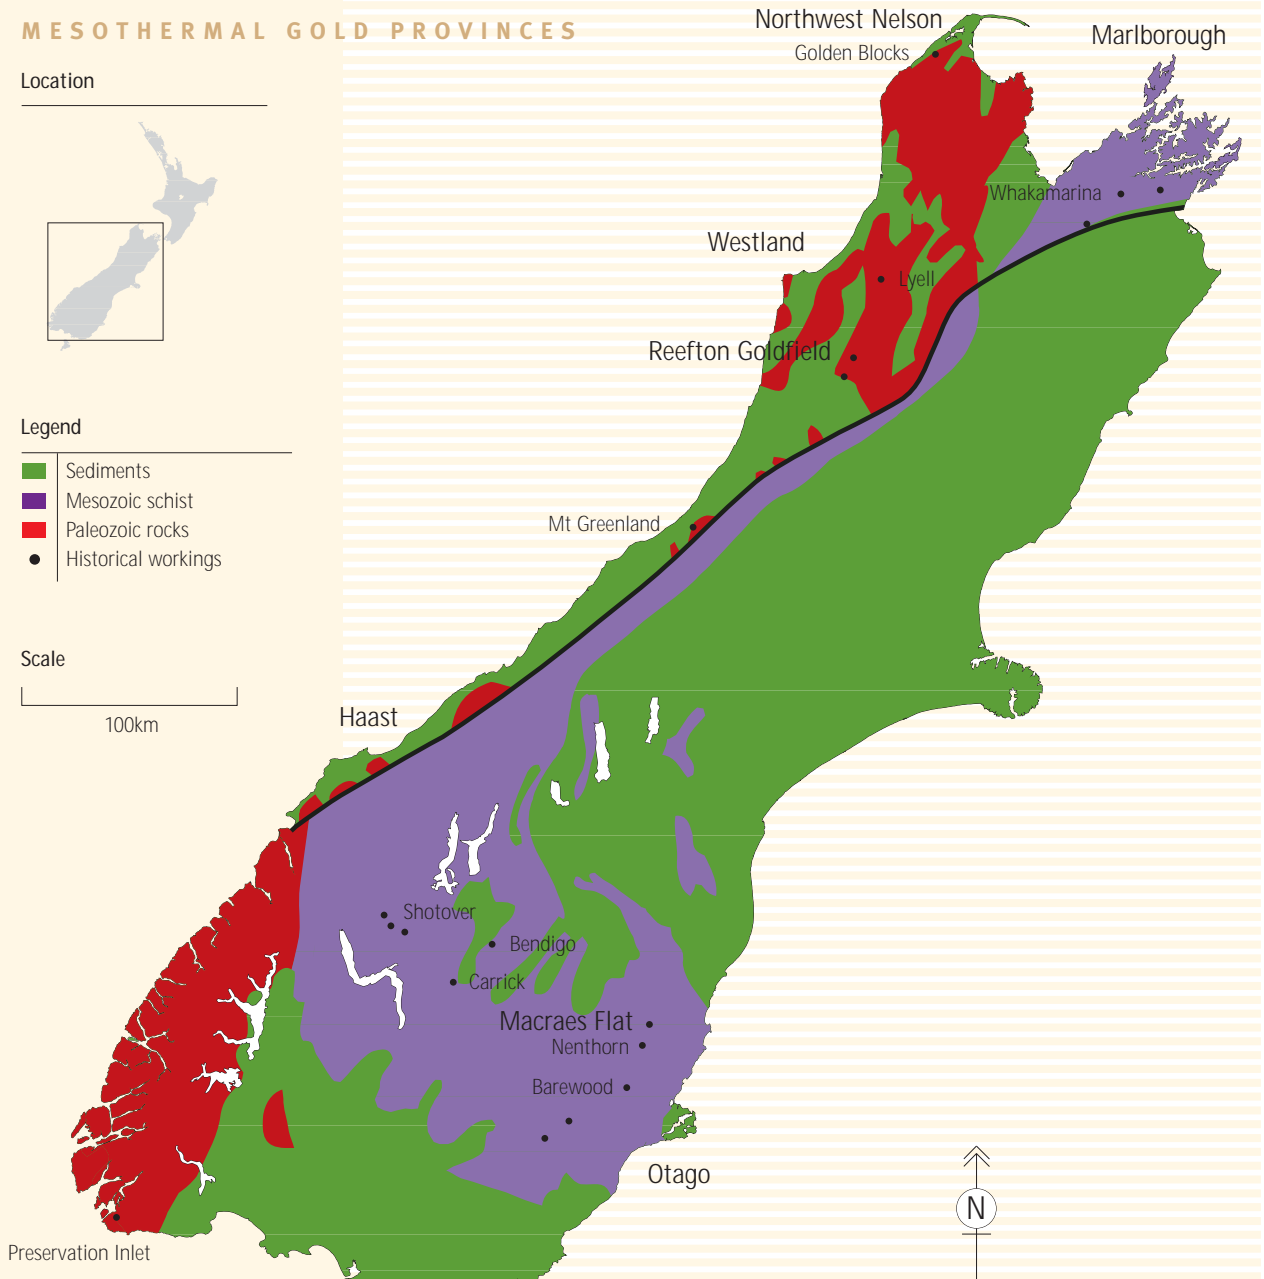 MESOTHERMAL GOLD PROVINCES
Northwest Nelson
Golden Blocks
Marlborough
Location
Whakamarina
Westland
Lyell
Reefton Goldfield
Legend
Sediments
Mesozoic schist
Paleozoic rocks
Historical workings
Mt Greenland
Scale
100km
Haast
Shotover
Bendigo
Carrick
Macraes Flat
Nenthorn
Barewood
Otago
N
Preservation Inlet